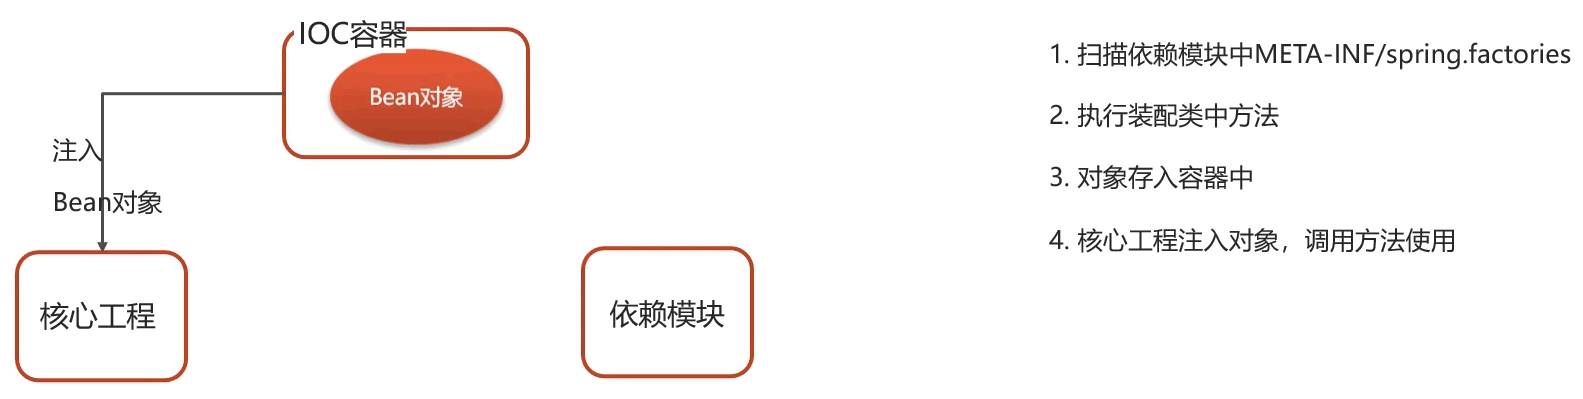 IOC容器
Bean对象
注入
Bean对象
核心工程
依赖模块
1. 扫描依赖模块中META-INF/spring.factories
2. 执行装配类中方法
3. 对象存入容器中
4. 核心工程注入对象，调用方法使用